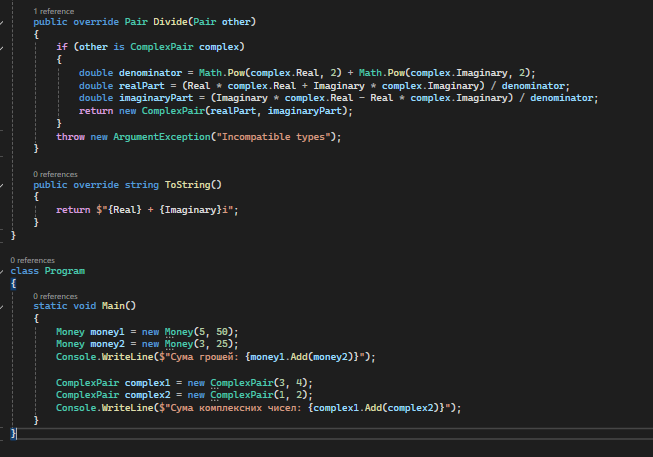 1 reference
public override Pair Divide(Pair other)
{
if (other is ComplexPair complex)
{
double denominator = Math.Pow(complex.Real, 2) + Math.Pow(complex.Imaginary, 2);
double realPart = (Real * complex.Real + Imaginary * complex.Imaginary) / denominator;
double imaginaryPart = (Imaginary * complex.Real - Real * complex.Imaginary) / denominator;
return new ComplexPair(realPart, imaginaryPart);
}
throw new ArgumentException("Incompatible types");
}
0 references
public override string ToString()
{
return $"{Real} + {Imaginary}i";
}
}
0 references
class Program
{
0 references
static void Main()
{
Money money1 = new Money(5, 50);
Money money2 = new Money(3, 25);
Console.WriteLine($"Сума грошей: {money1.Add(money2)}");
ComplexPair complex1 = new ComplexPair(3, 4);
ComplexPair complex2 = new ComplexPair(1, 2);
Console.WriteLine($"Сума комплексних чисел: {complex1.Add(complex2)}");
}
}